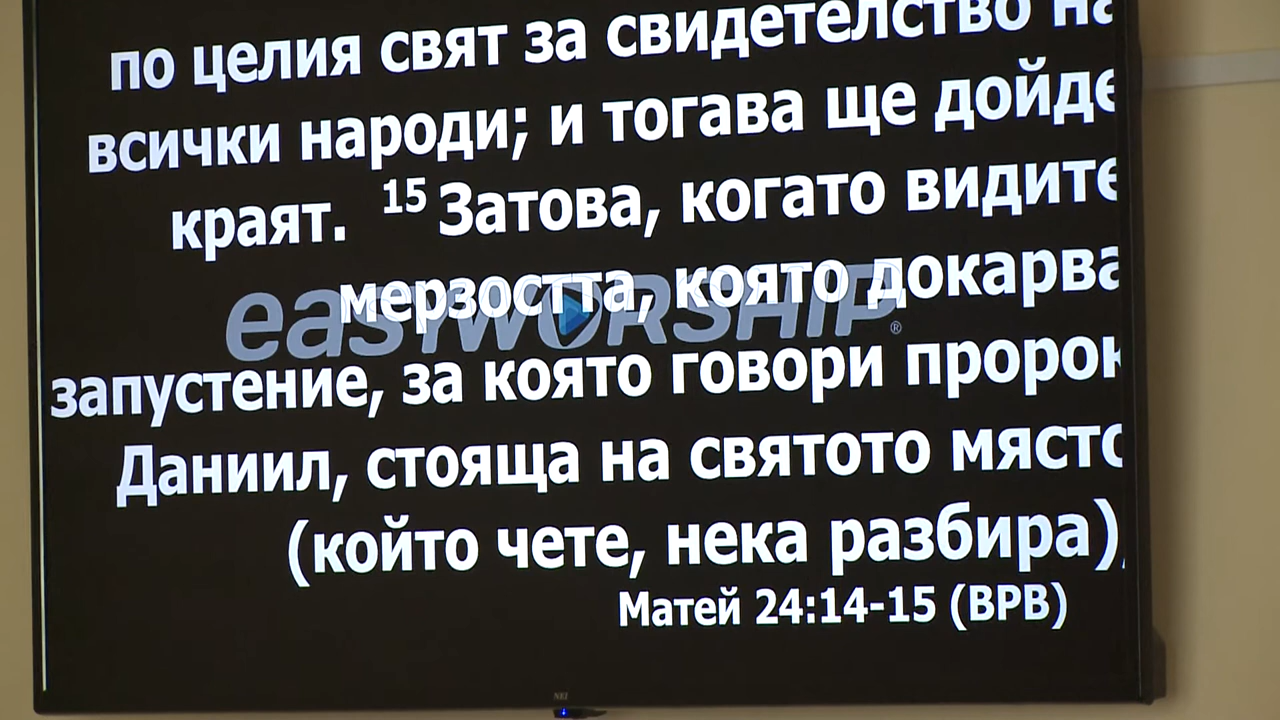 по целия свят за свидетелство на
всички народи; и тогава ще дойде
краят. 15 Затова, когато видите
мерзостта, която докарва
easyWORSHIP®
запустение, за която говори пророк
Даниил, стояща на святото място
(който чете, нека разбира),
Матей 24:14-15 (ВРВ)